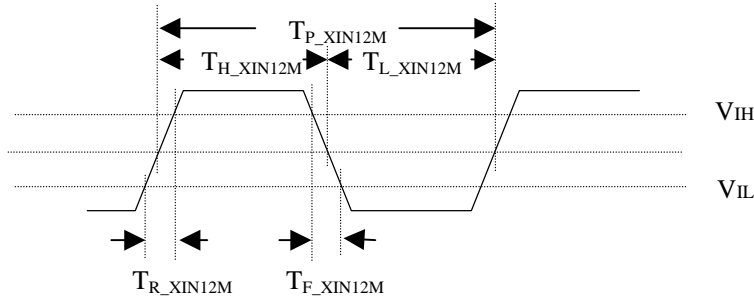 T_P_XIN12M
T_H_XIN12M T_L_XIN12M
VIH
VIL
T_R_XIN12M T_F_XIN12M